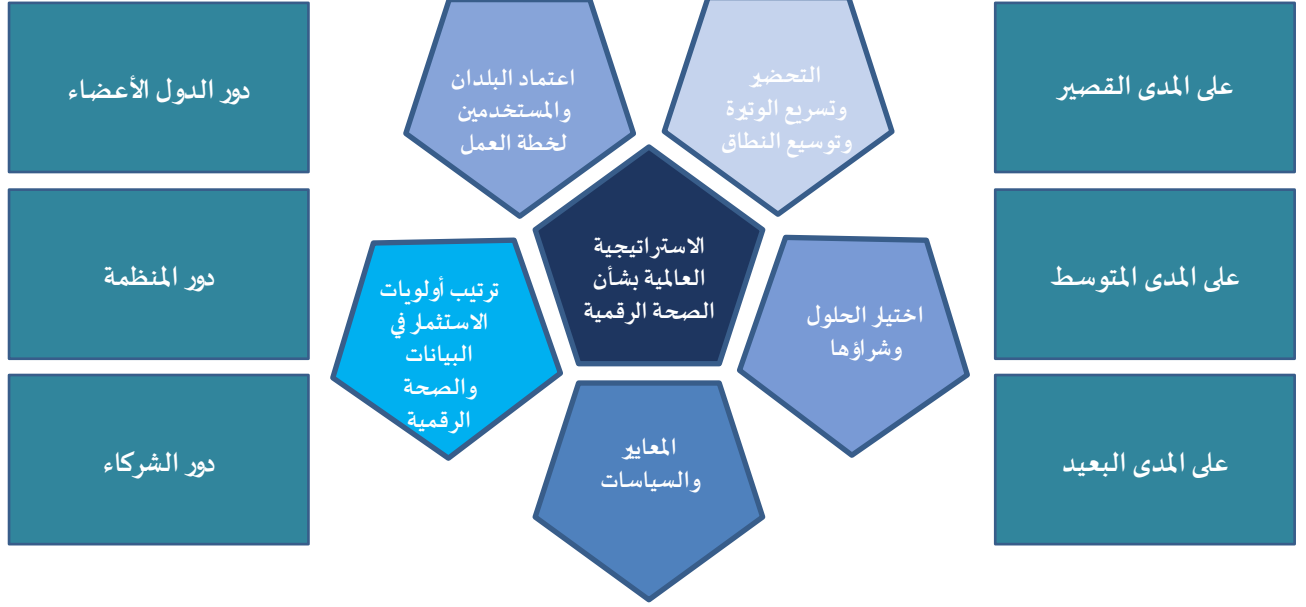 على المدى القصير
على المدى المتوسط
على المدى البعيد
التحضير
وتسريع الوتيرة
وتوسيع النطاق
اعتماد البلدان
والمستخدمين
لخطة العمل
الاستراتيجية
العالمية بشأن
الصحة الرقمية
اختيار الحلول
وشراؤها
ترتيب أولويات
الاستثمار في
البيانات
والصحة
الرقمية
المعايير
والسياسات
دور الدول الأعضاء
دور المنظمة
دور الشركاء